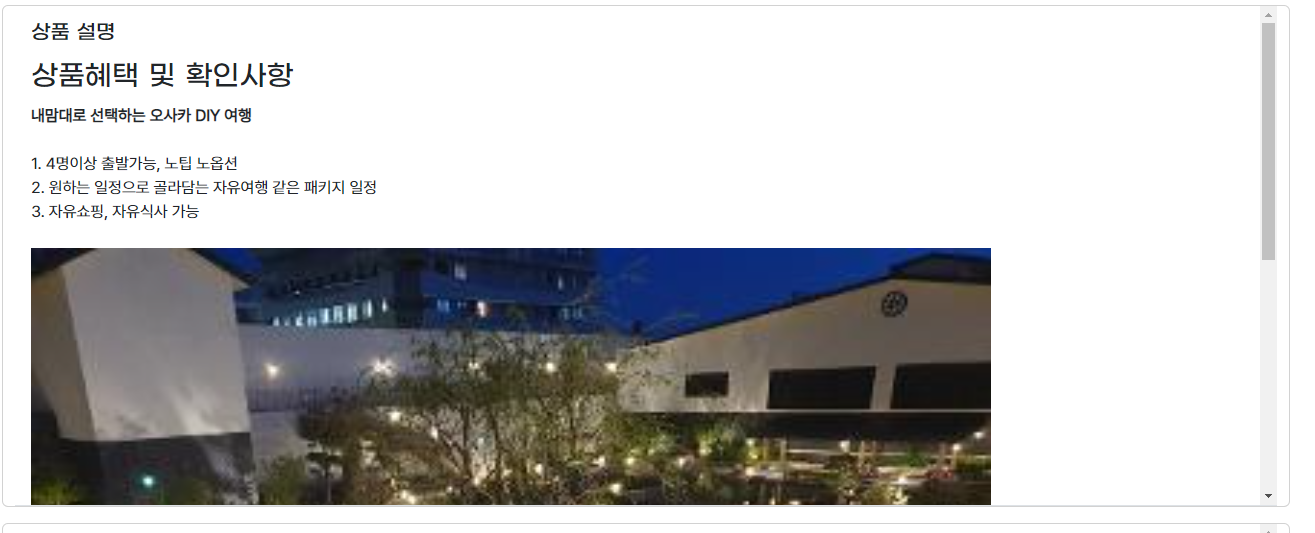 상품 설명
상품혜택 및 확인사항
내맘대로 선택하는 오사카 DIY 여행
1. 4명이상 출발가능, 노팁 노옵션
2. 원하는 일정으로 골라담는 자유여행 같은 패키지 일정
3. 자유쇼핑, 자유식사 가능